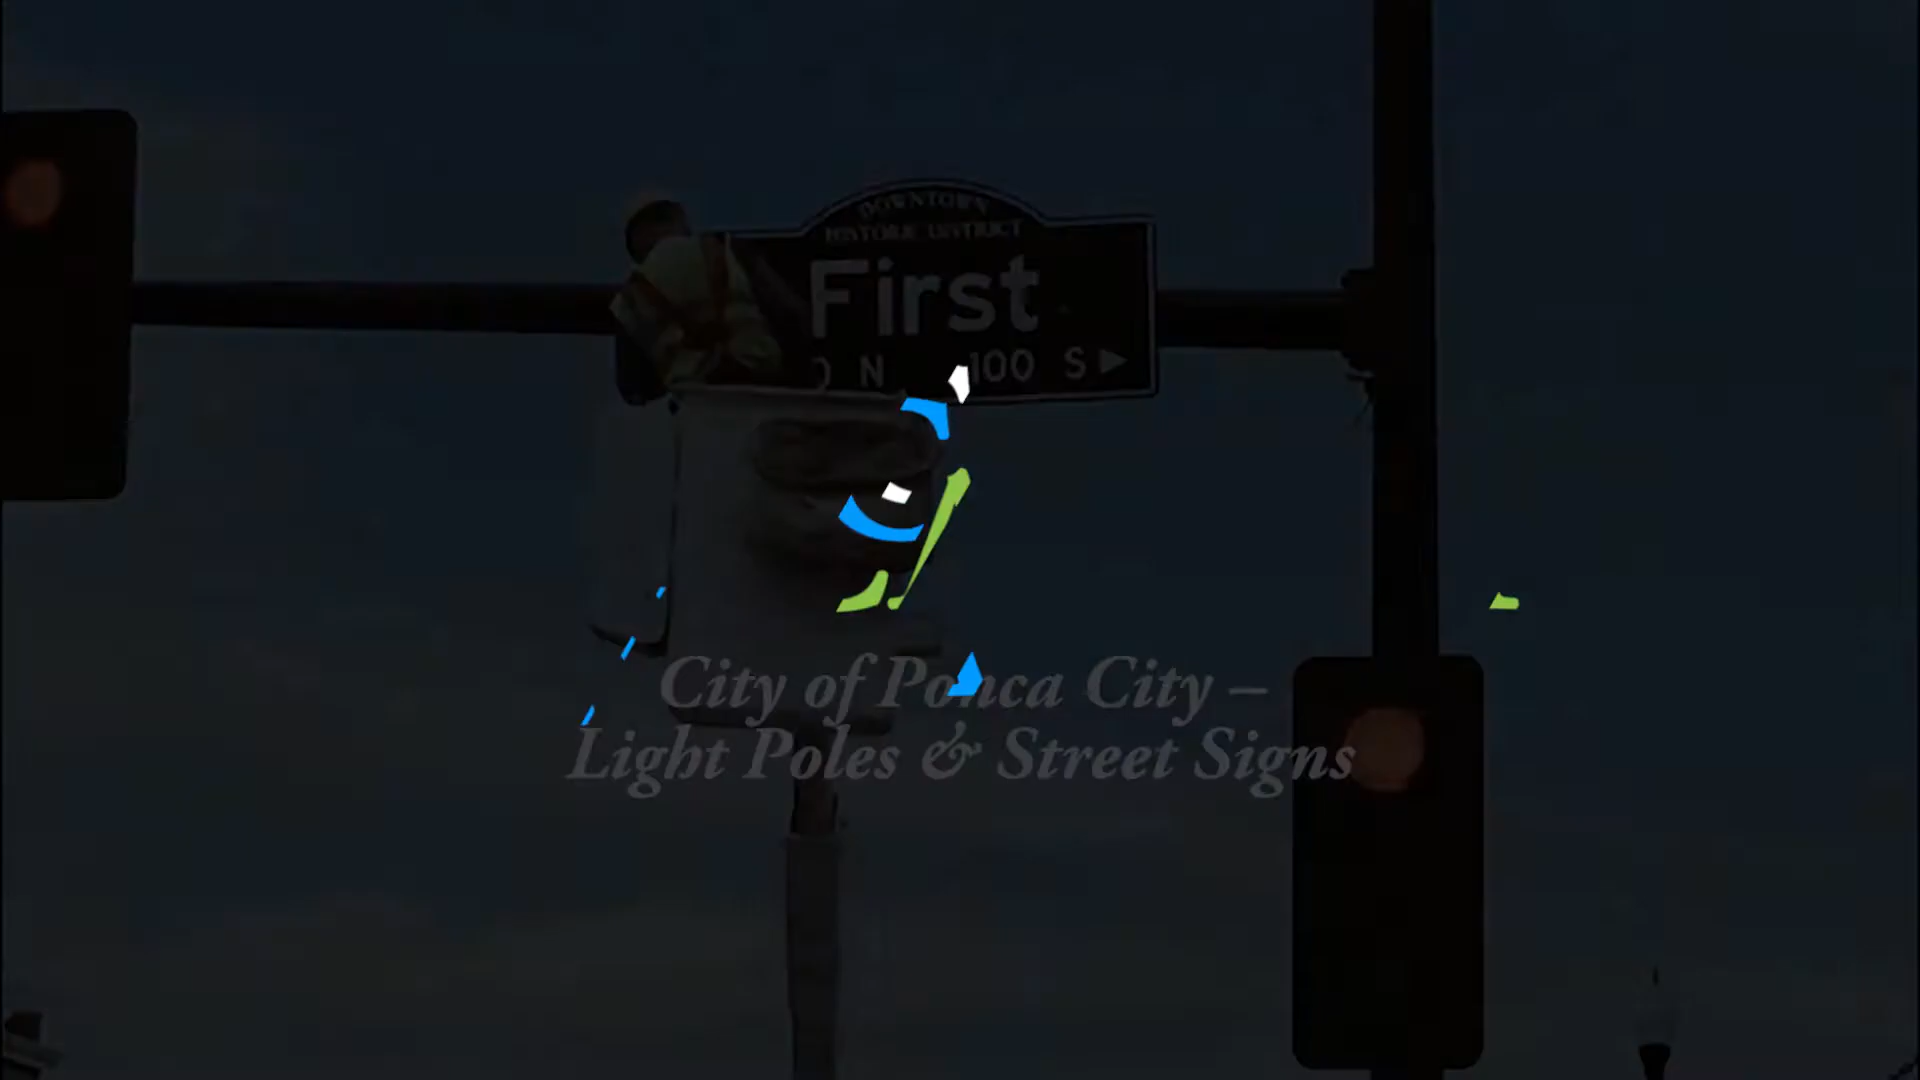 DOWNTOWN
HISTORIC DISTRICT
First
N 100 S ►
City of Ponca City –
Light Poles & Street Signs